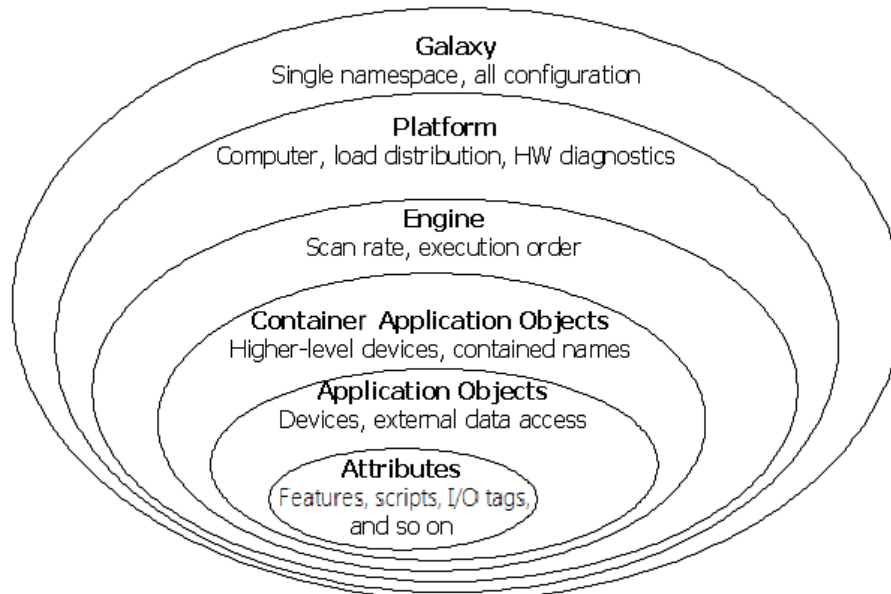 Galaxy
Single namespace, all configuration
Platform
Computer, load distribution, HW diagnostics
Engine
Scan rate, execution order
Container Application Objects
Higher-level devices, contained names
Application Objects
Devices, external data access
Attributes
Features, scripts, I/O tags,
and so on